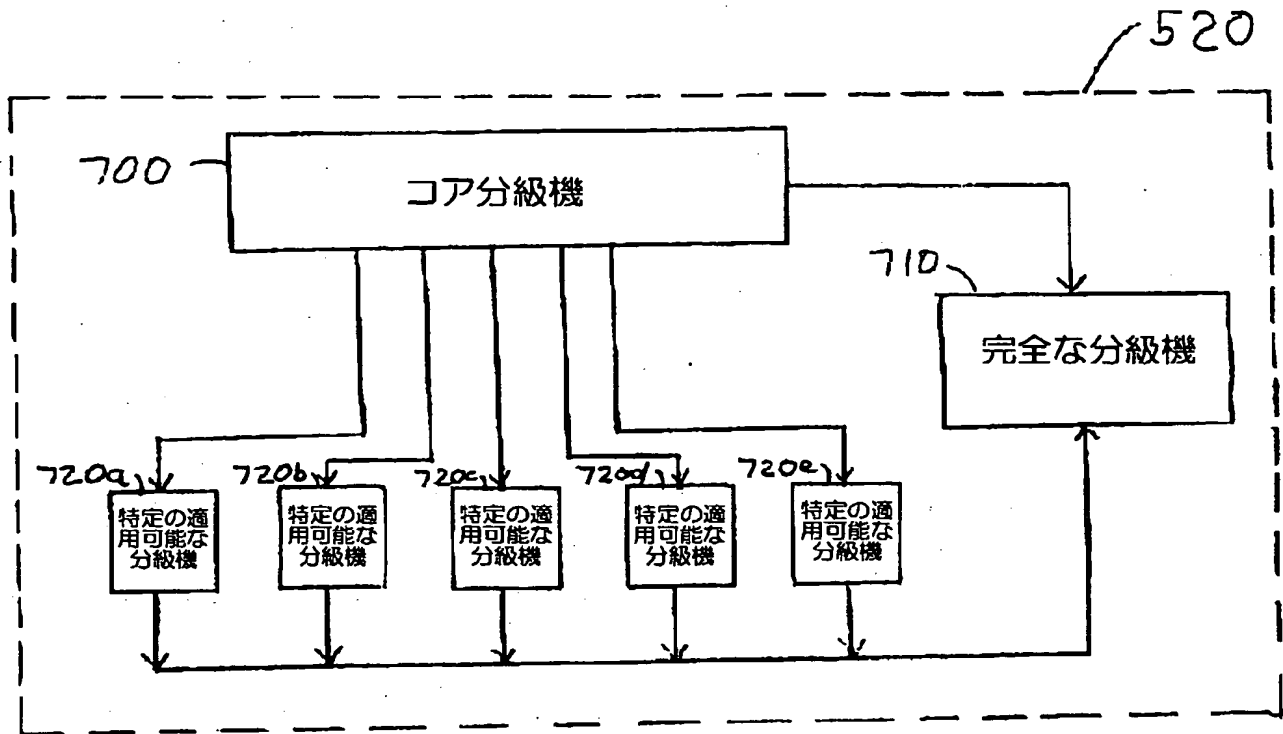 520
700
コア分級機
710
完全な分級機
720a
720b
720c
720d
720e
特定の適
用可能な
分級機
特定の適
用可能な
分級機
特定の適
用可能な
分級機
特定の適
用可能な
分級機
特定の適
用可能な
分級機